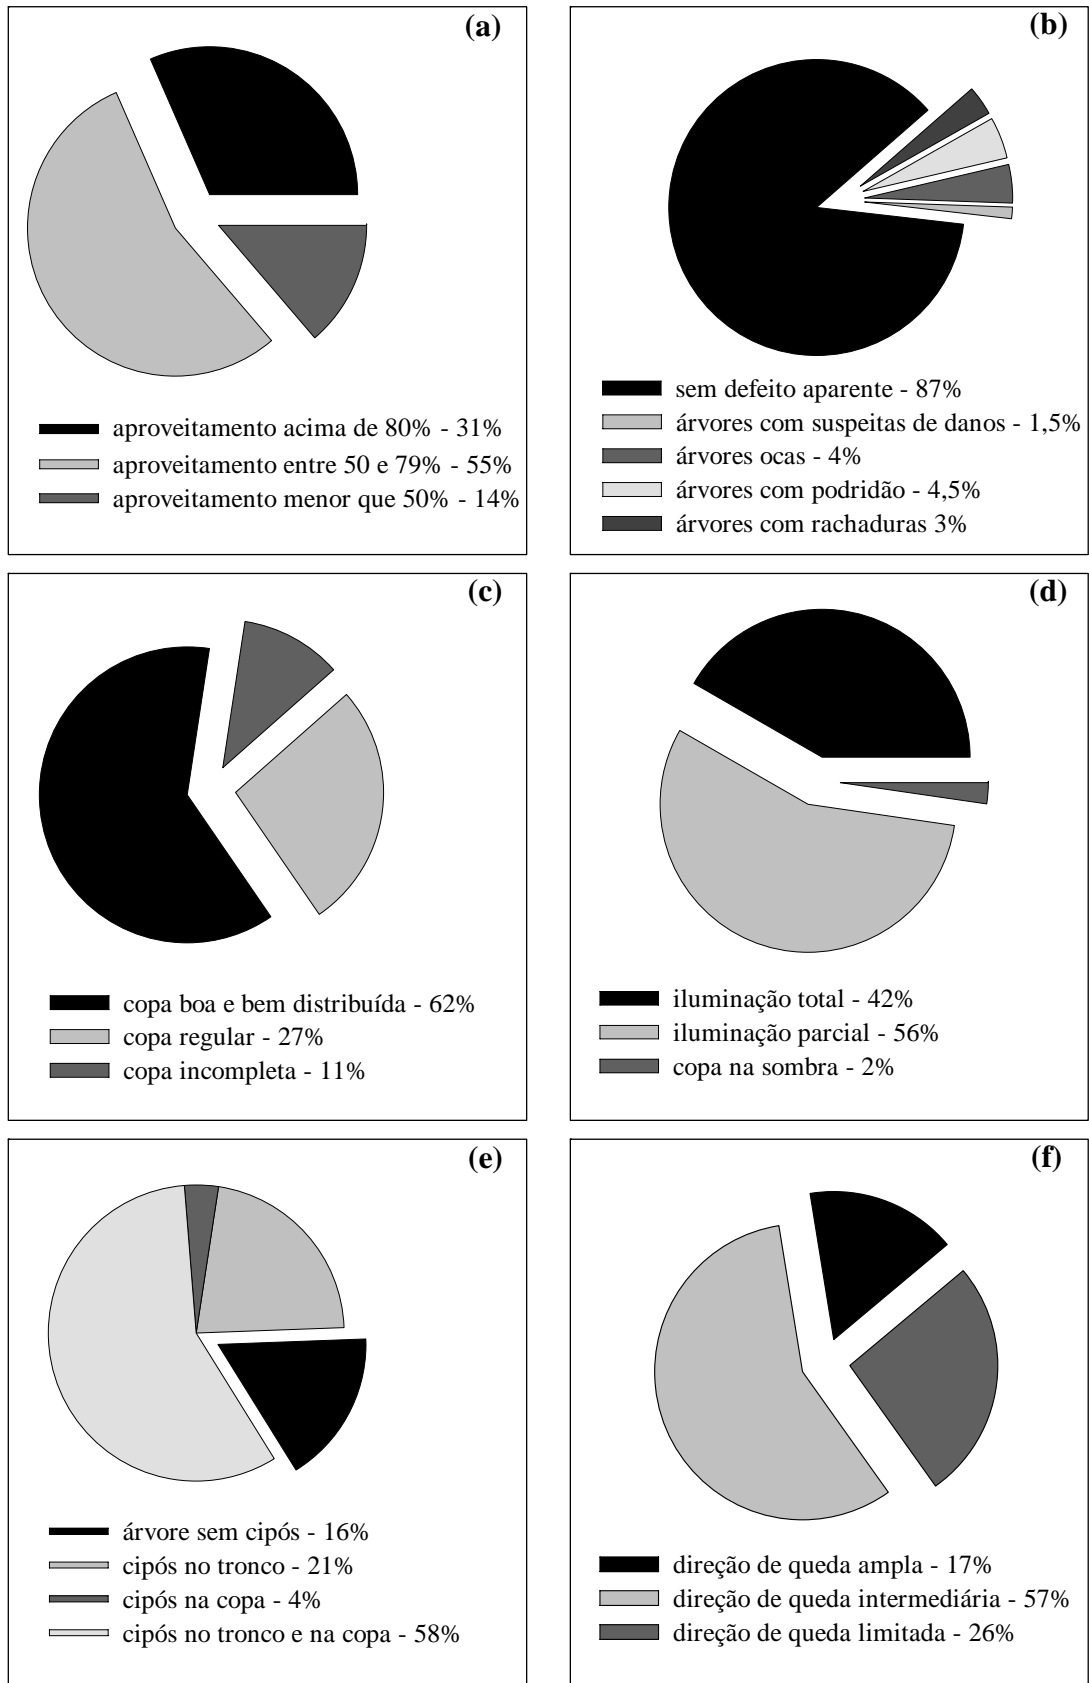 (a)
aproveitamento acima de 80% - 31%
aproveitamento entre 50 e 79% - 55%
aproveitamento menor que 50% - 14%
(b)
sem defeito aparente - 87%
árvores com suspeitas de danos - 1,5%
árvores ocas - 4%
árvores com podridão - 4,5%
árvores com rachaduras 3%
(c)
copa boa e bem distribuída - 62%
copa regular - 27%
copa incompleta - 11%
(d)
iluminação total - 42%
iluminação parcial - 56%
copa na sombra - 2%
(e)
árvore sem cipós - 16%
cipós no tronco - 21%
cipós na copa - 4%
cipós no tronco e na copa - 58%
(f)
direção de queda ampla - 17%
direção de queda intermediária - 57%
direção de queda limitada - 26%